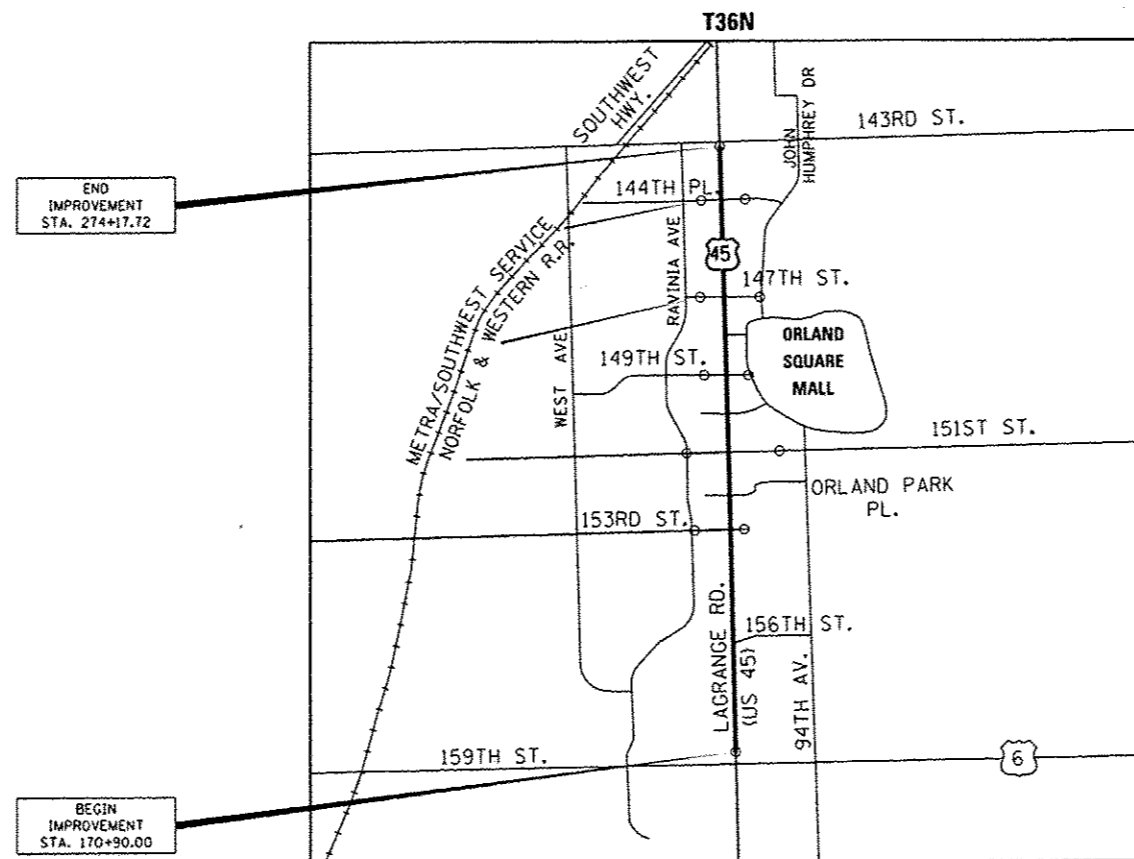 T36N
SOUTHWEST
HWY.
JOHN
HUMPHREY DR
143RD ST.
END
IMPROVEMENT
STA. 274+17.72
144TH PL.
METRA/SOUTHWEST SERVICE
NORFOLK & WESTERN R.R.
RAVINIA AVE
45
147TH ST.
WEST AVE
149TH ST.
ORLAND
SQUARE
MALL
151ST ST.
ORLAND PARK
PL.
153RD ST.
LAGRANGE RD.
(US 45)
156TH ST.
94TH AV.
159TH ST.
6
BEGIN
IMPROVEMENT
STA. 170+90.00